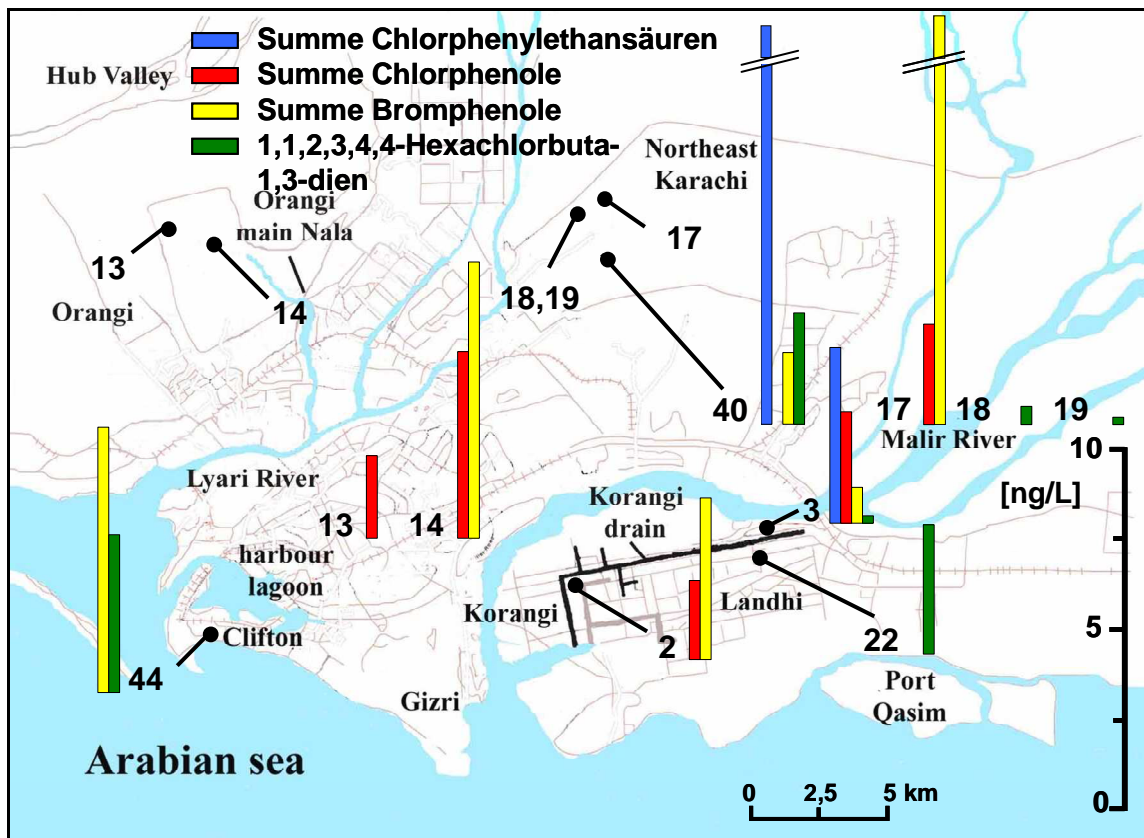 Summe Chlorphenylethansäuren
Summe Chlorphenole
Summe Bromphenole
1,1,2,3,4,4-Hexachlorbuta-
1,3-dien
Hub Valley
Northeast
Karachi
Orangi
main Nala
13
14
Orangi
17
18,19
40
17
18
19
Malir River
10
[ng/L]
Lyari River
13
14
Korangi
drain
3
harbour
lagoon
Korangi
Landhi
Clifton
44
2
22
5
Gizri
Port
Qasim
Arabian sea
0
2,5
5 km
0